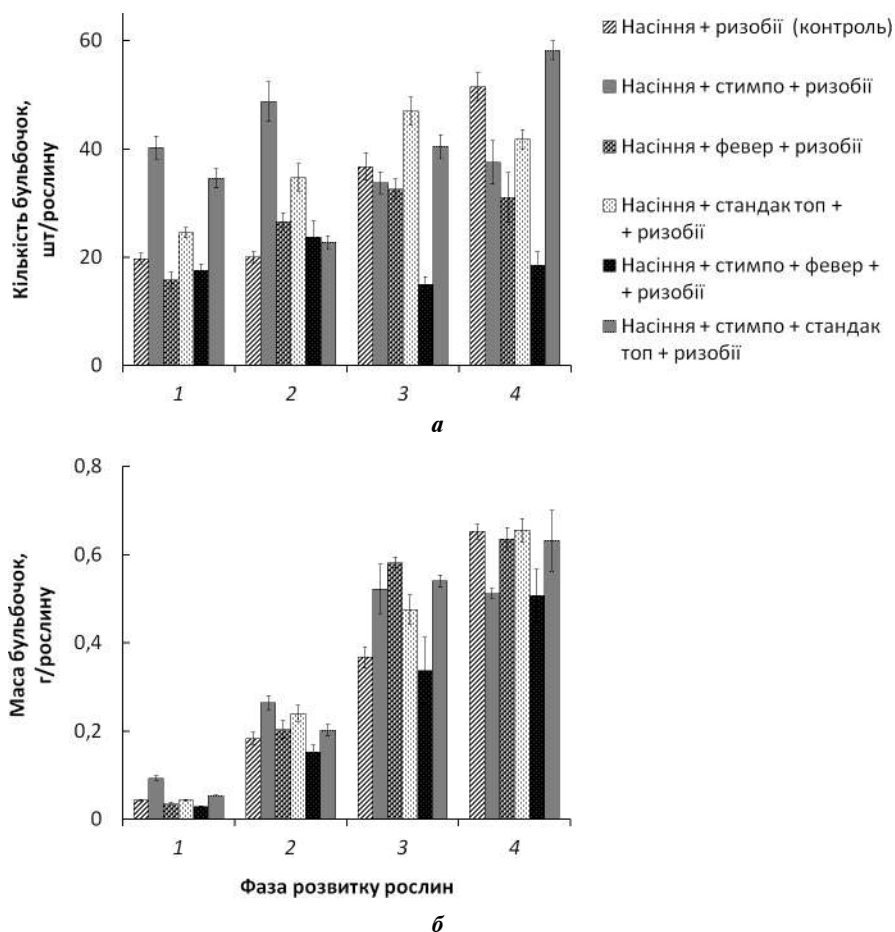 60
40
20
0
Кількість бульбочок,
шт/рослину
1 2 3 4
а
Насіння + ризобії (контроль)
Насіння + стимпо + ризобії
Насіння + февер + ризобії
Насіння + стандак топ +
+ ризобії
Насіння + стимпо + февер +
+ ризобії
Насіння + стимпо + стандак
топ + ризобії
0,8
0,6
0,4
0,2
0
Маса бульбочок,
г/рослину
1 2 3 4
Фаза розвитку рослин
б